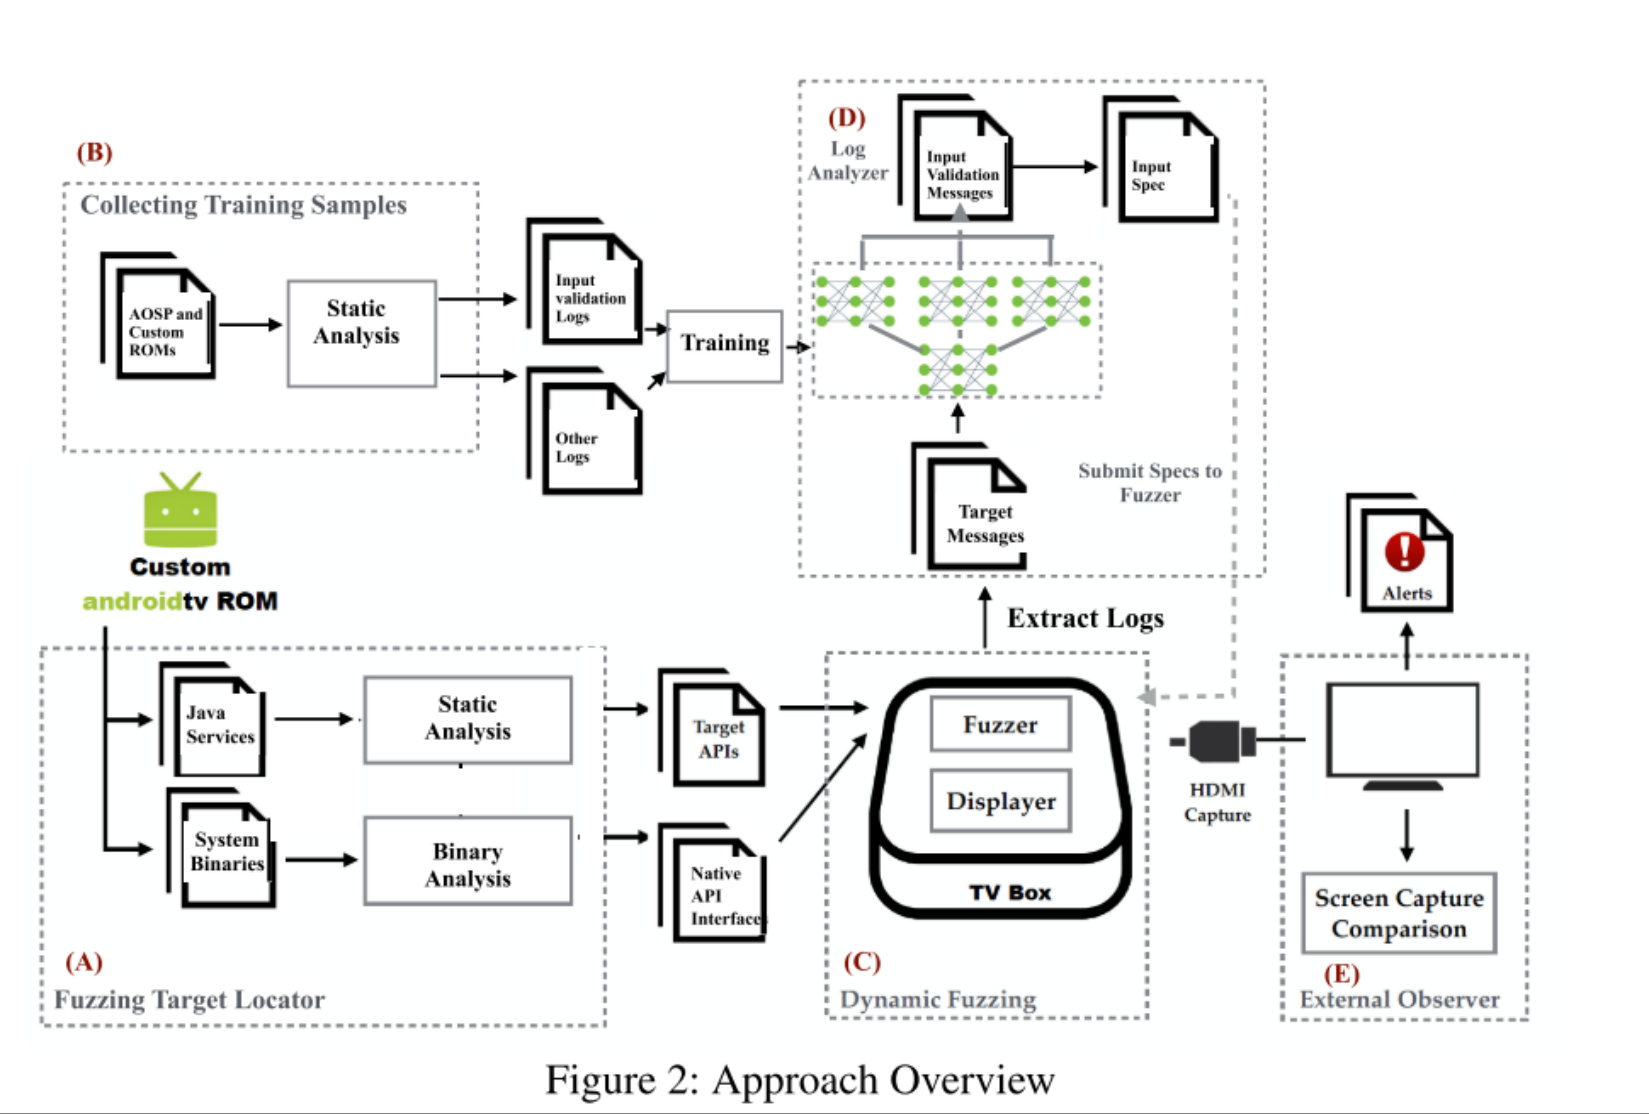 (B)
Collecting Training Samples
AOSP and
Custom
ROMs
Static
Analysis
Input
validation
Logs
Other
Logs
Training
(D)
Log
Analyzer
Input
Validation
Messages
Input
Spec
Target
Messages
Submit Specs to
Fuzzer
Custom
androidtv ROM
Java
Services
System
Binaries
Static
Analysis
Binary
Analysis
(A)
Fuzzing Target Locator
Target
APIs
Native
API
Interface
Extract Logs
Fuzzer
Displayer
TV Box
(C)
Dynamic Fuzzing
HDMI
Capture
!
Alerts
Screen Capture
Comparison
(E)
External Observer
Figure 2: Approach Overview